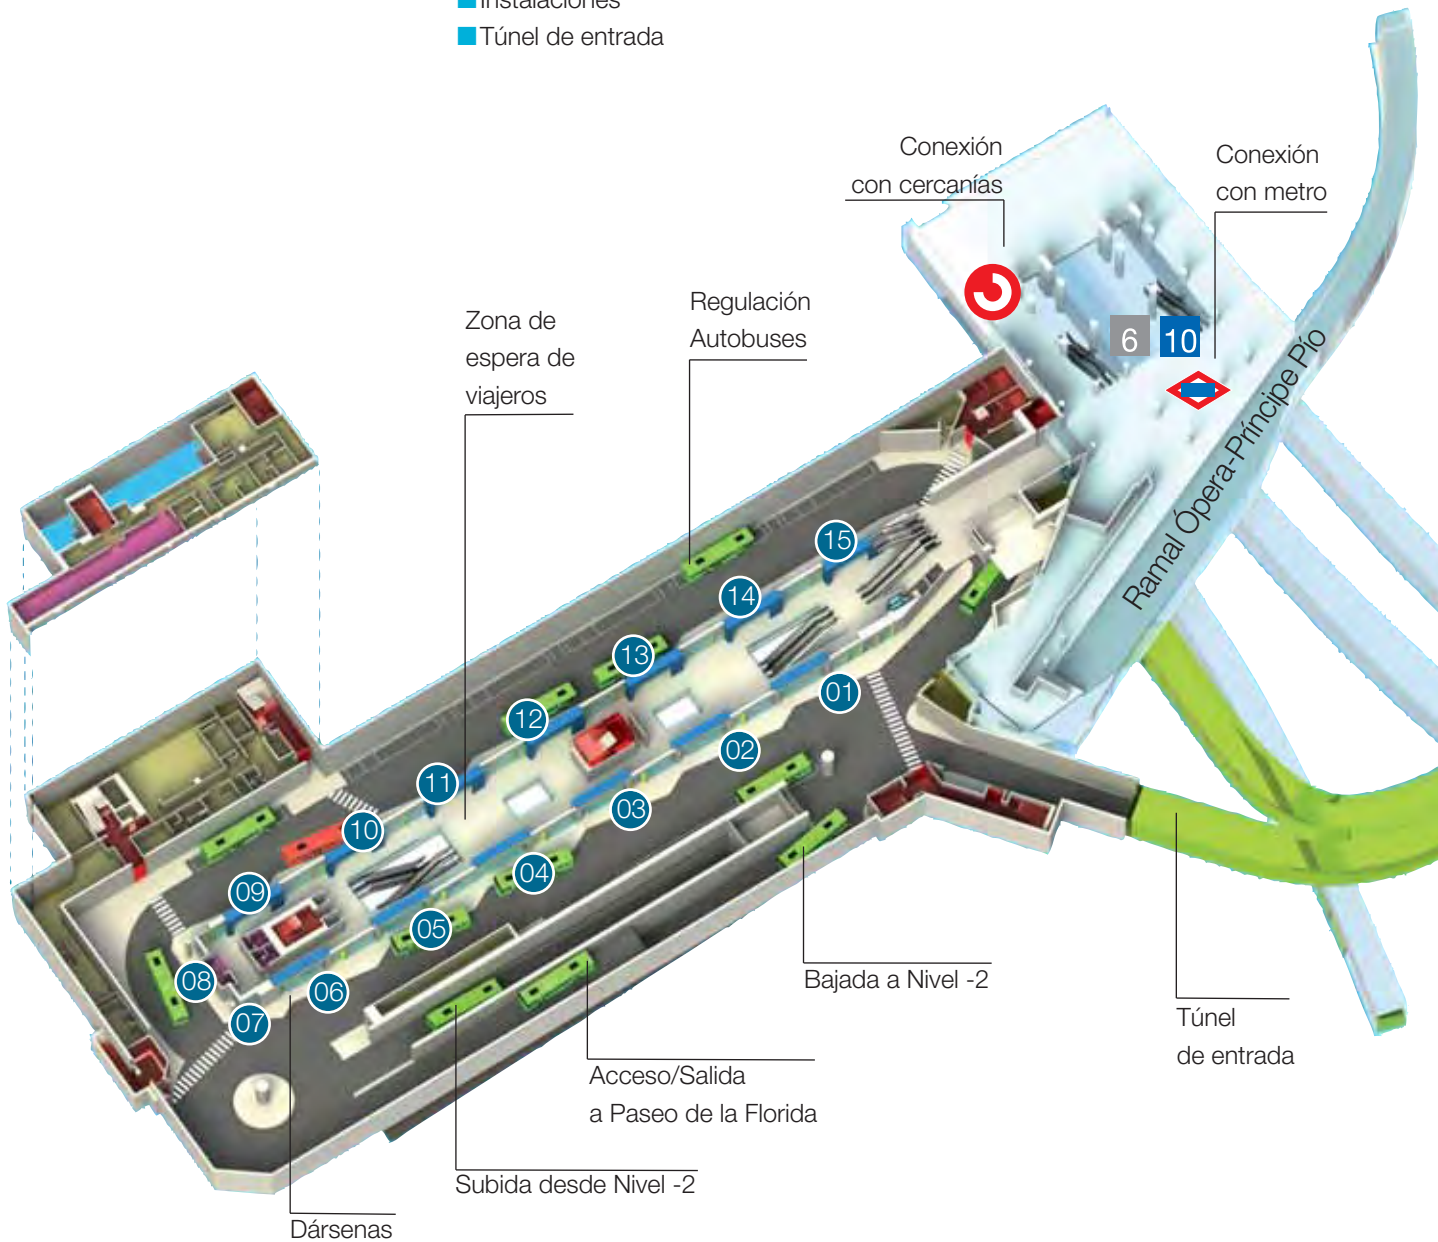 Instalaciones
Túnel de entrada
Conexión
con cercanías
Conexión
con metro
Regulación
Autobuses
Zona de
espera de
viajeros
6
10
Ramal Ópera-Príncipe Pío
15
14
13
12
11
10
09
08
07
06
05
04
03
02
01
Bajada a Nivel -2
Túnel
de entrada
Acceso/Salida
a Paseo de la Florida
Subida desde Nivel -2
Dársenas